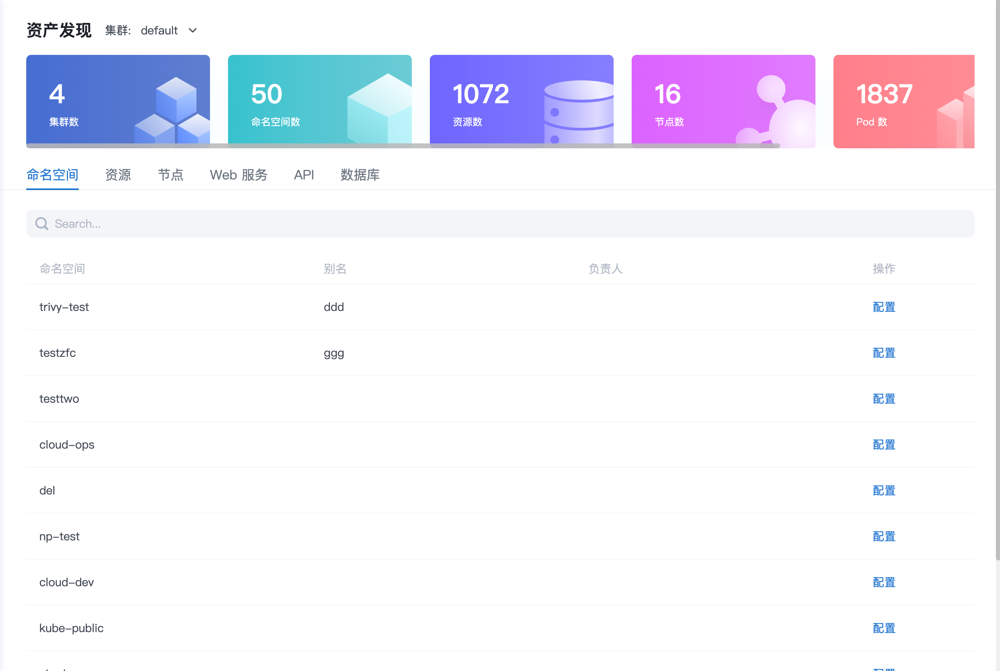 资产发现 集群: default
4 50 1072 16 1837
集群数 命名空间数 资源数 节点数 Pod 数
命名空间 资源 节点 Web 服务 API 数据库
Search...
命名空间 别名 负责人 操作
trivy-test ddd 配置
testzfc ggg 配置
testtwo 配置
cloud-ops 配置
del 配置
np-test 配置
cloud-dev 配置
kube-public 配置